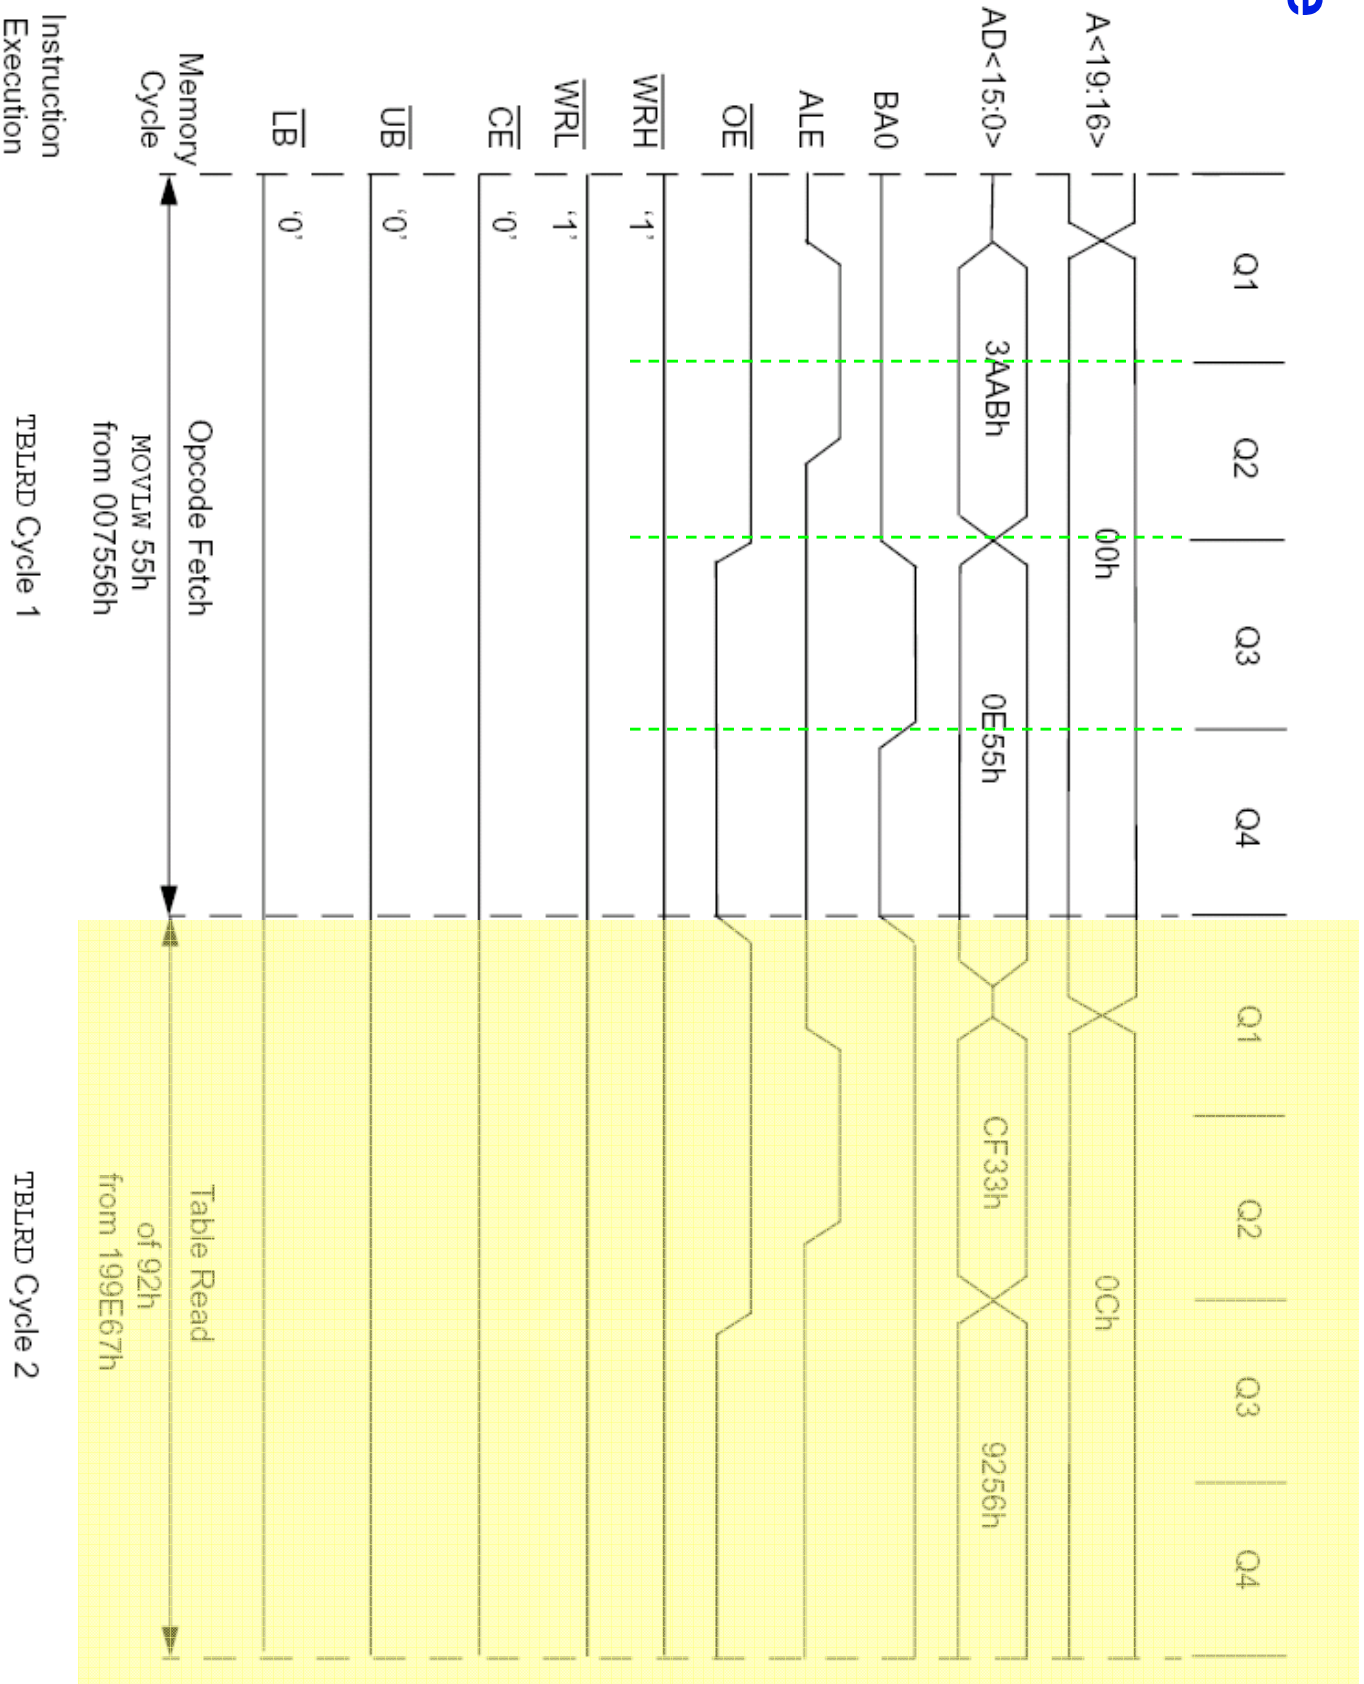 e
Q1 Q2 Q3 Q4 Q1 Q2 Q3 Q4
A<19:16> 00h 0Ch
AD<15:0> 3AABh 0E55h CF33h 9256h
BA0
ALE
OE
WRH '1'
WRL '1'
CE '0'
UB '0'
LB '0'
Memory
Cycle
Opcode Fetch
MOVLW 55h
from 007556h
Table Read
of 92h
from 199E67h
Instruction
Execution
TBLRD Cycle 1
TBLRD Cycle 2